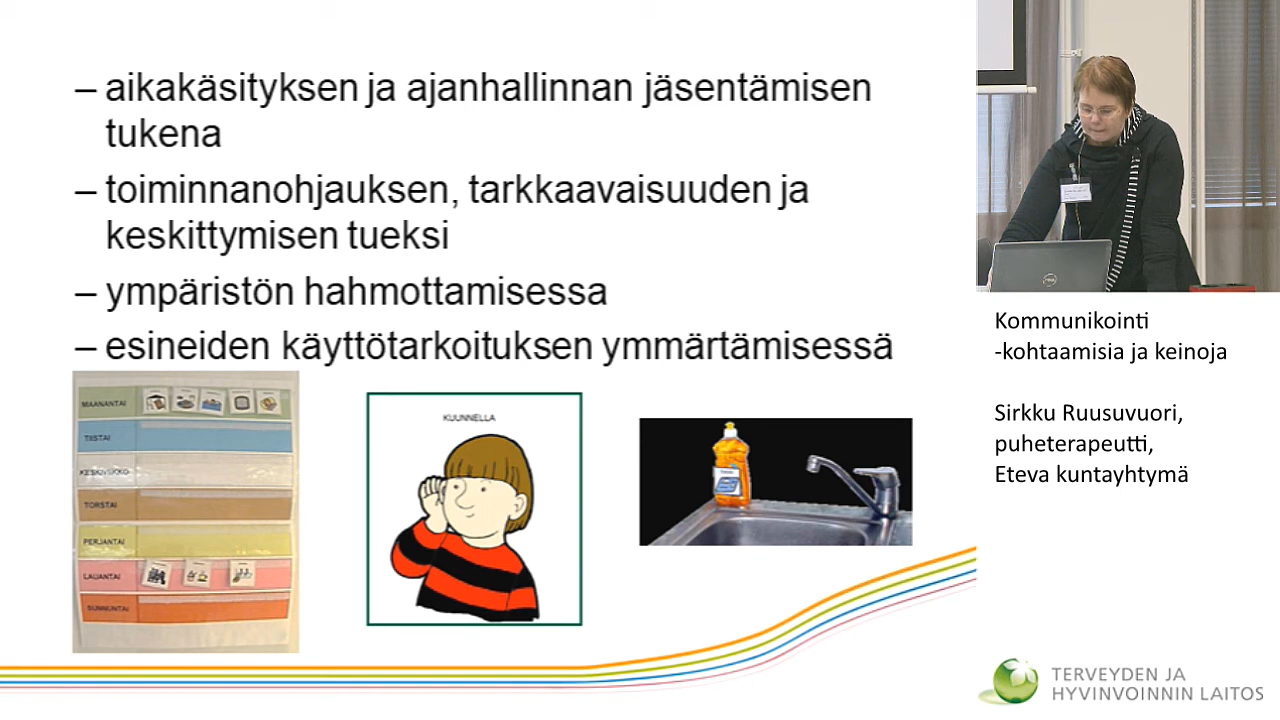 – aikakäsityksen ja ajanhallinnan jäsentämisen
tukena
– toiminnanohjauksen, tarkkaavaisuuden ja
keskittymisen tueksi
– ympäristön hahmottamisessa
– esineiden käyttötarkoituksen ymmärtämisessä
MAANANTAI
TIISTAI
KESKIVIIKKO
TORSTAI
PERJANTAI
LAUANTAI
SUNNUNTAI
KUUNNELLA
Kommunikointi
-kohtaamisia ja keinoja
Sirkku Ruusuvuori,
puheterapeutti,
Eteva kuntayhtymä
TERVEYDEN JA
HYVINVOINNIN LAITOS